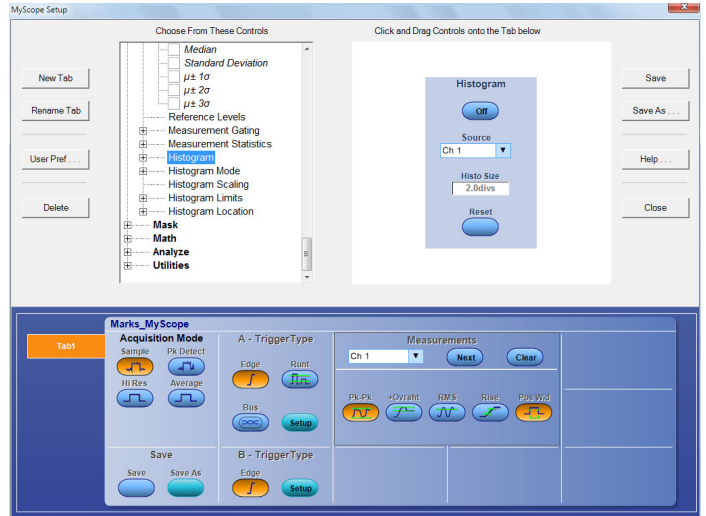 MyScope Setup
Choose From These Controls
Click and Drag Controls onto the Tab below
New Tab
Rename Tab
User Pref . . .
Delete
Median
Standard Deviation
μ± 1σ
μ± 2σ
μ± 3σ
Reference Levels
Measurement Gating
Measurement Statistics
Histogram
Histogram Mode
Histogram Scaling
Histogram Limits
Histogram Location
Mask
Math
Analyze
Utilities
Histogram
Off
Source
Ch 1
Histo Size
2.0divs
Reset
Save
Save As . . .
Help . . .
Close
Tab1
Marks_MyScope
Acquisition Mode
Sample Pk Detect
Hi Res Average
Save
Save Save As
A - TriggerType
Edge Runt
Bus
Setup
B - TriggerType
Edge
Setup
Measurements
Ch 1 Next Clear
Pk-Pk +Ovrsht RMS Rise Pos Wid